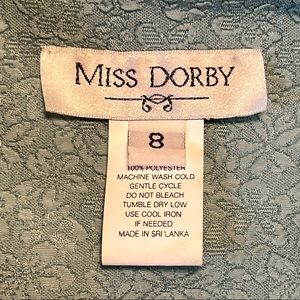 MISS DORBY
8
100% POLYESTER
MACHINE WASH COLD
GENTLE CYCLE
DO NOT BLEACH
TUMBLE DRY LOW
USE COOL IRON
IF NEEDED
MADE IN SRI LANKA